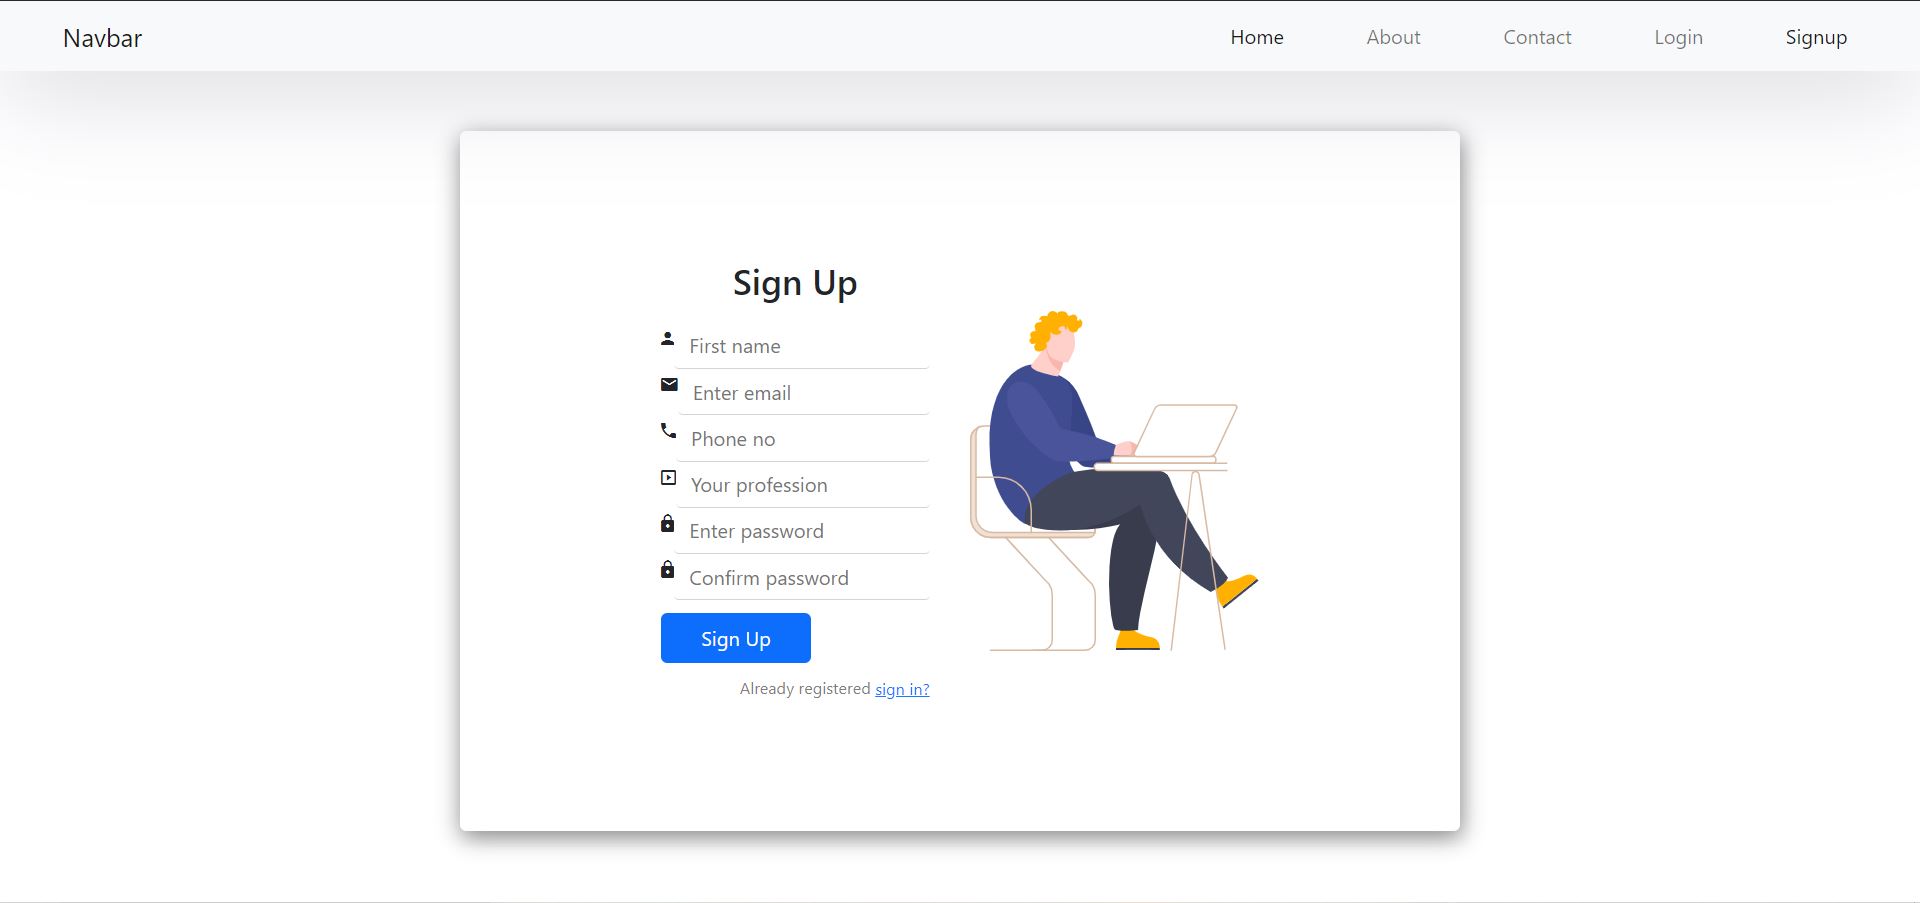 Navbar
Home About Contact Login Signup
Sign Up
First name
Enter email
Phone no
Your profession
Enter password
Confirm password
Sign Up
Already registered sign in?